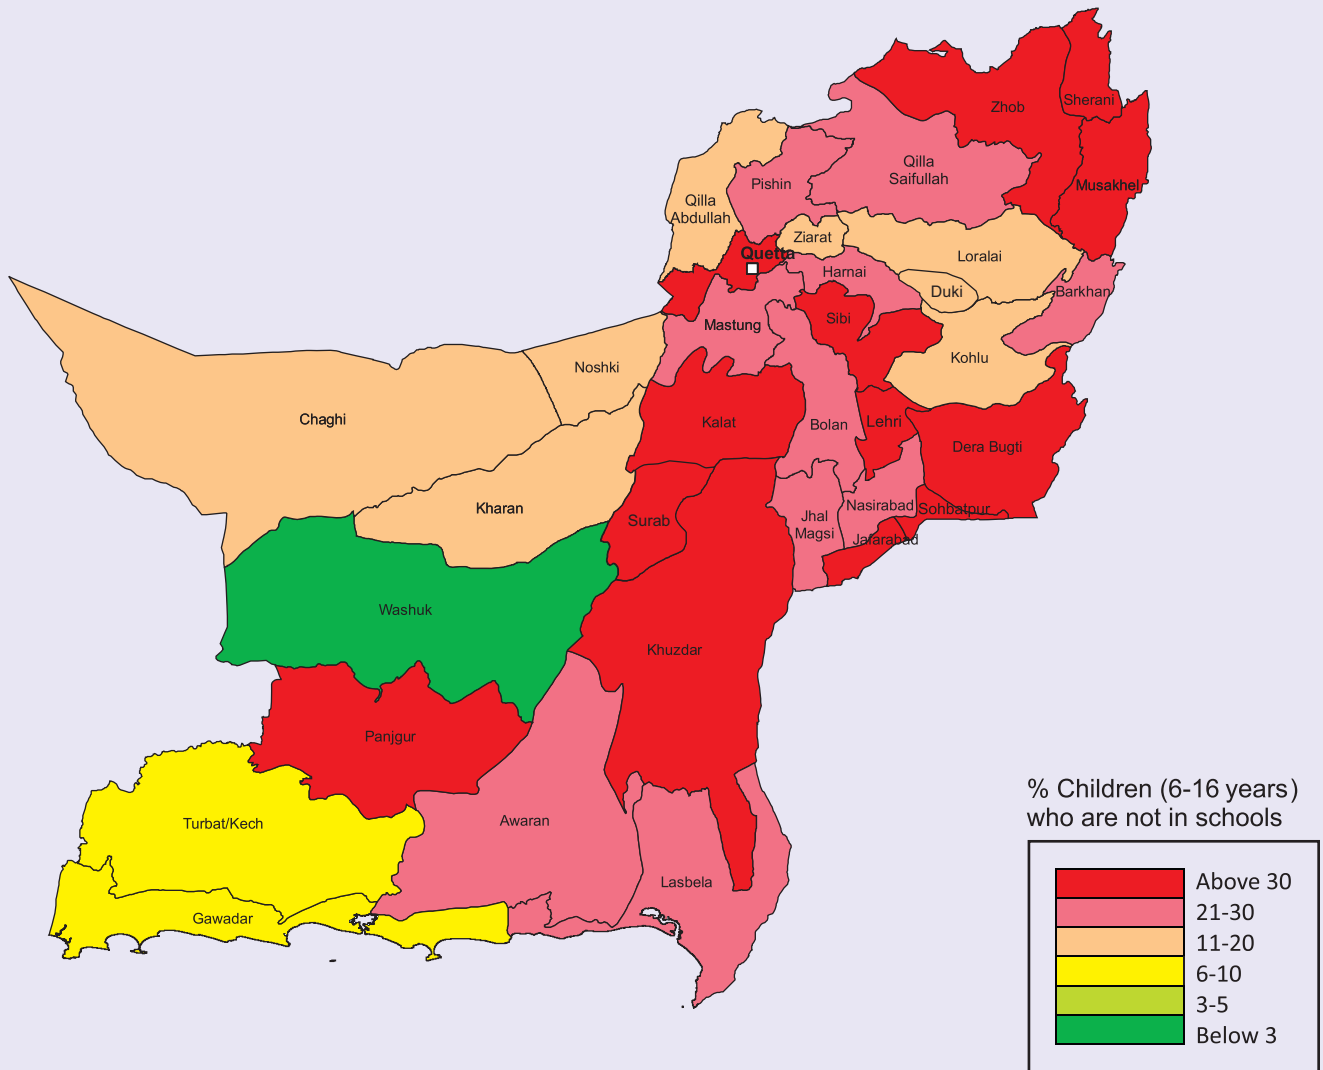 Zhob
Sherani
Qilla
Saifullah
Pishin
Musakhel
Qilla
Abdullah
Ziarat
Quetta
Loralai
Harnai
Duki
Barkhan
Mastung
Sibi
Kohlu
Noshki
Chaghi
Kalat
Bolan
Lehri
Dera Bugti
Kharan
Surab
Jhal
Magsi
Nasirabad
Sohbatpur
Jafarabad
Washuk
Khuzdar
Panjgur
Turbat/Kech
Awaran
Lasbela
Gawadar
% Children (6-16 years)
who are not in schools
Above 30
21-30
11-20
6-10
3-5
Below 3